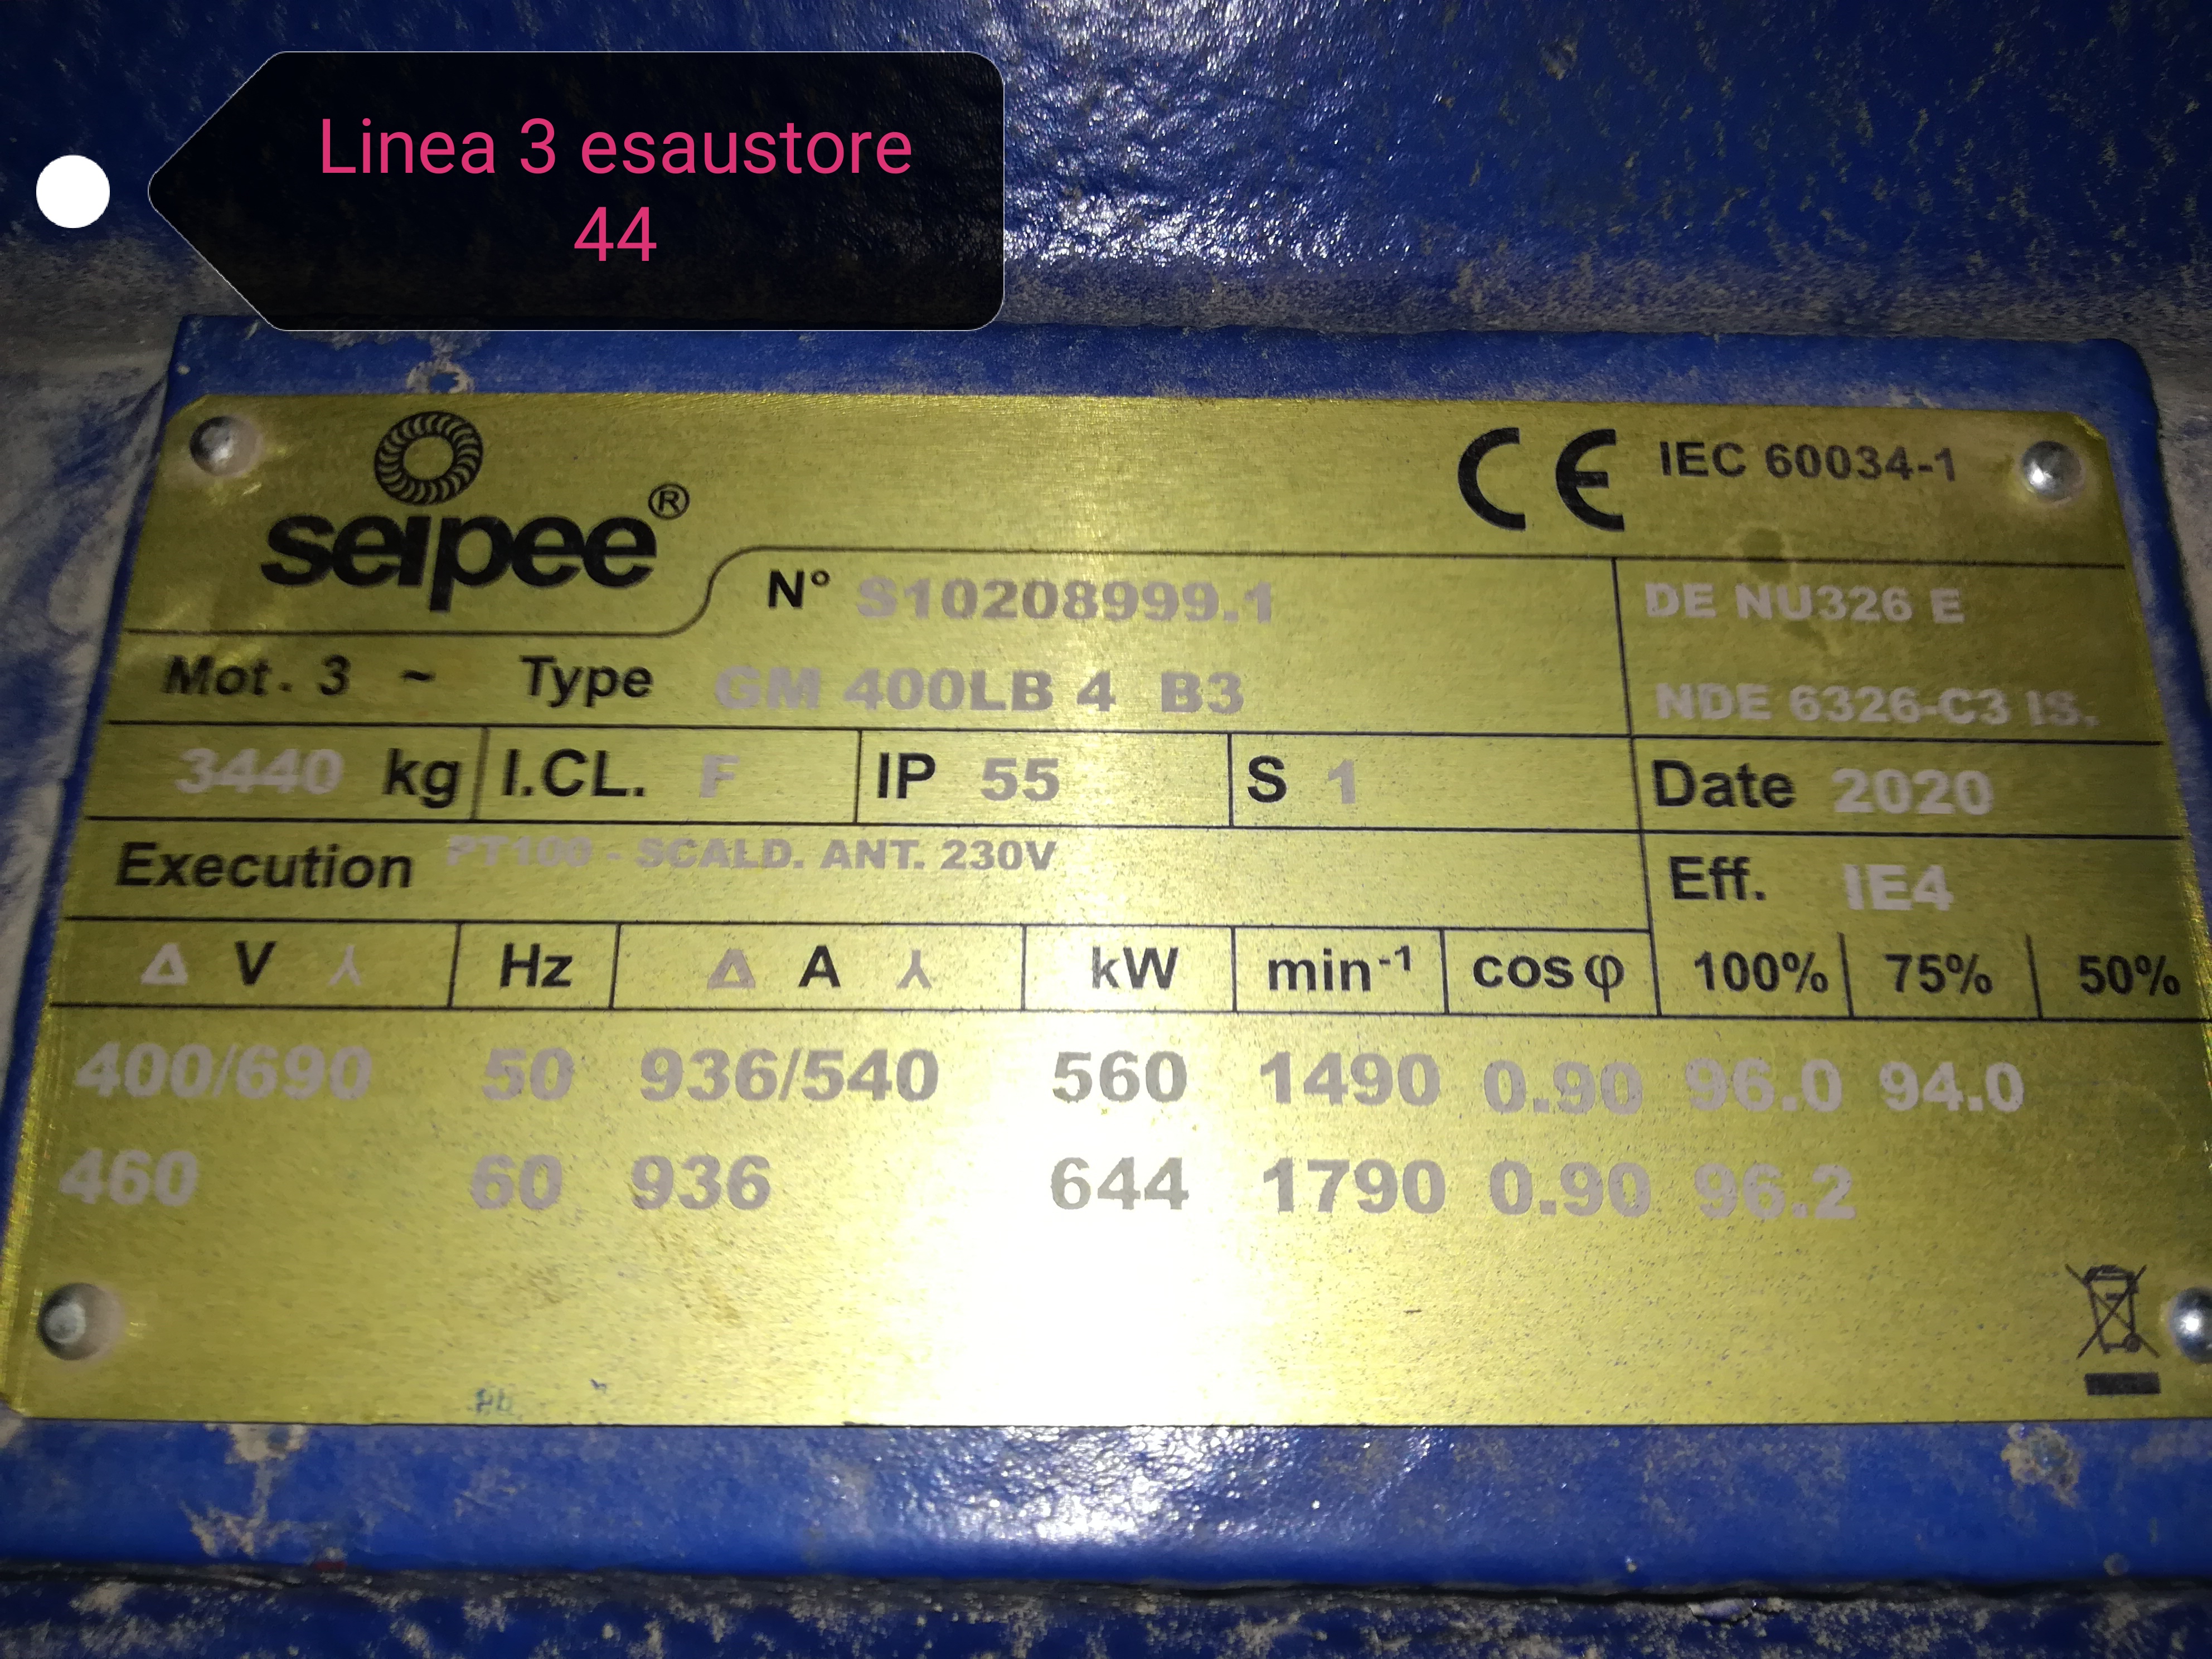 Linea 3 esaustore
44
seipee®
CE IEC 60034-1
N° S10208999.1
DE NU326 E
Mot. 3 ~ Type GM 400LB 4 B3
NDE 6326-C3 IS.
3440 kg I.CL. F IP 55 S 1 Date 2020
Execution PT100 - SCALD. ANT. 230V
Eff. IE4
Δ V ⅄ Hz Δ A ⅄ kW min-1 cosφ 100% 75% 50%
400/690 50 936/540 560 1490 0.90 96.0 94.0
460 60 936 644 1790 0.90 96.2